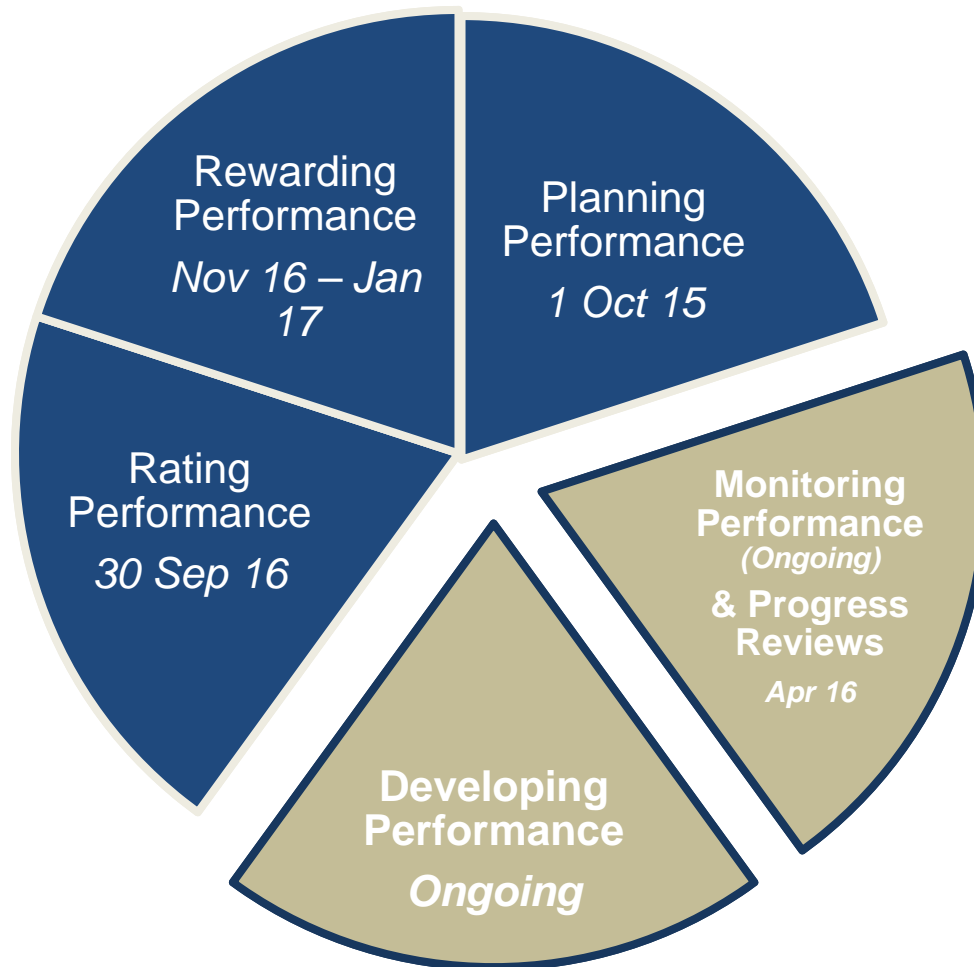 Rewarding
Performance
Nov 16 – Jan
17
Planning
Performance
1 Oct 15
Rating
Performance
30 Sep 16
Monitoring
Performance
(Ongoing)
& Progress
Reviews
Apr 16
Developing
Performance
Ongoing